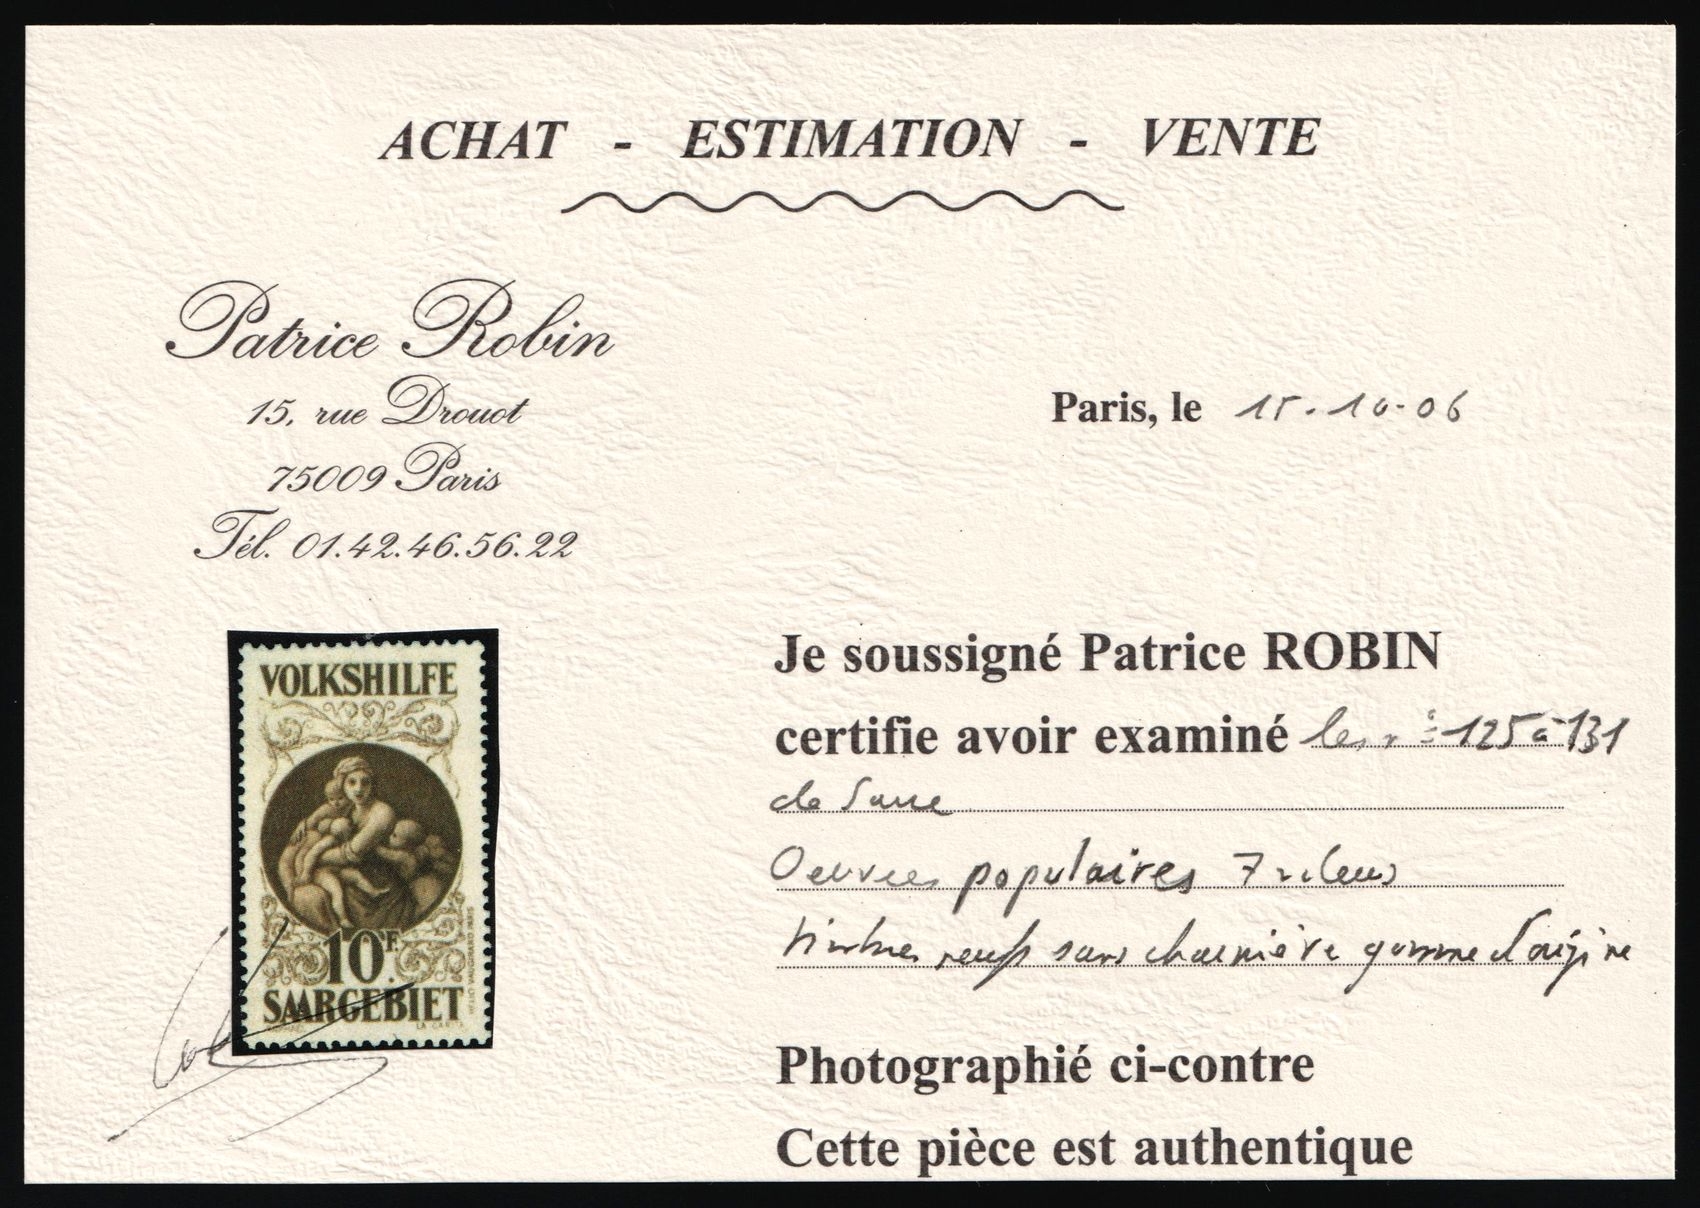 ACHAT - ESTIMATION - VENTE
Patrice Robin
15, rue Drouot
75009 Paris
Tél. 01.42.46.56.22
Paris, le 15.10-06
VOLKSHILFE
10F.
SAARGEBIET
Je soussigné Patrice ROBIN
certifie avoir examiné les n° 125 à 131
de Sarre
Oeuvres populaires 7 valeurs
timbres neufs sans charnière gomme d'origine
Photographié ci-contre
Cette pièce est authentique